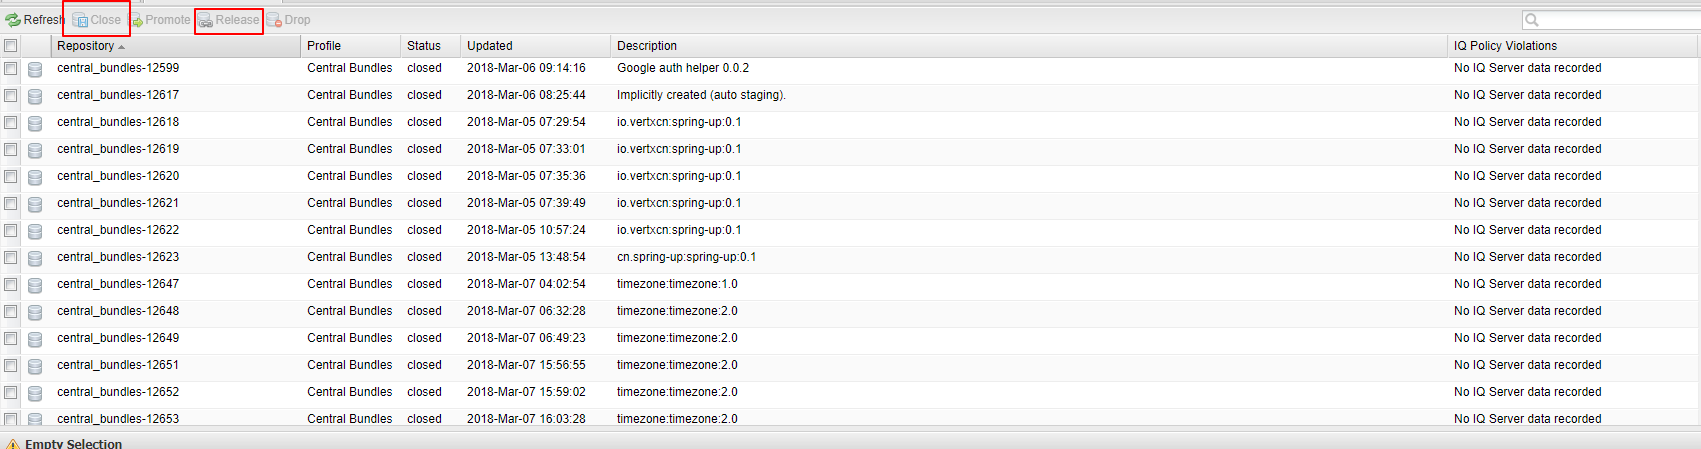 Refresh Close Promote Release Drop
Repository Profile Status Updated Description IQ Policy Violations
central_bundles-12599 Central Bundles closed 2018-Mar-06 09:14:16 Google auth helper 0.0.2 No IQ Server data recorded
central_bundles-12617 Central Bundles closed 2018-Mar-06 08:25:44 Implicitly created (auto staging). No IQ Server data recorded
central_bundles-12618 Central Bundles closed 2018-Mar-05 07:29:54 io.vertxcn:spring-up:0.1 No IQ Server data recorded
central_bundles-12619 Central Bundles closed 2018-Mar-05 07:33:01 io.vertxcn:spring-up:0.1 No IQ Server data recorded
central_bundles-12620 Central Bundles closed 2018-Mar-05 07:35:36 io.vertxcn:spring-up:0.1 No IQ Server data recorded
central_bundles-12621 Central Bundles closed 2018-Mar-05 07:39:49 io.vertxcn:spring-up:0.1 No IQ Server data recorded
central_bundles-12622 Central Bundles closed 2018-Mar-05 10:57:24 io.vertxcn:spring-up:0.1 No IQ Server data recorded
central_bundles-12623 Central Bundles closed 2018-Mar-05 13:48:54 cn.spring-up:spring-up:0.1 No IQ Server data recorded
central_bundles-12647 Central Bundles closed 2018-Mar-07 04:02:54 timezone:timezone:1.0 No IQ Server data recorded
central_bundles-12648 Central Bundles closed 2018-Mar-07 06:32:28 timezone:timezone:2.0 No IQ Server data recorded
central_bundles-12649 Central Bundles closed 2018-Mar-07 06:49:23 timezone:timezone:2.0 No IQ Server data recorded
central_bundles-12651 Central Bundles closed 2018-Mar-07 15:56:55 timezone:timezone:2.0 No IQ Server data recorded
central_bundles-12652 Central Bundles closed 2018-Mar-07 15:59:02 timezone:timezone:2.0 No IQ Server data recorded
central_bundles-12653 Central Bundles closed 2018-Mar-07 16:03:28 timezone:timezone:2.0 No IQ Server data recorded
Empty Selection